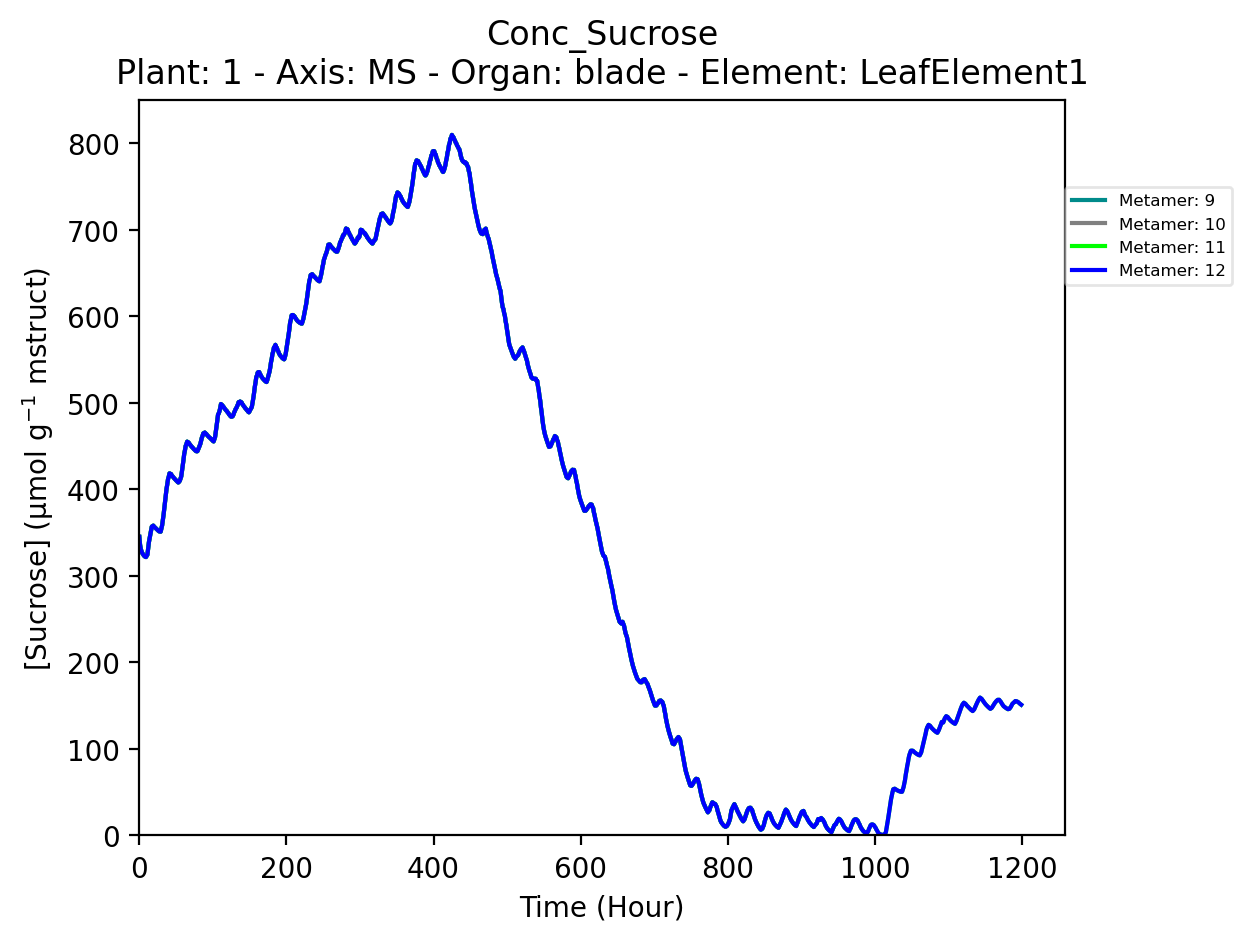 Conc_Sucrose
Plant: 1 - Axis: MS - Organ: blade - Element: LeafElement1
800
700
600
500
400
300
200
100
0
[Sucrose] (µmol g⁻¹ mstruct)
0 200 400 600 800 1000 1200
Time (Hour)
Metamer: 9
Metamer: 10
Metamer: 11
Metamer: 12